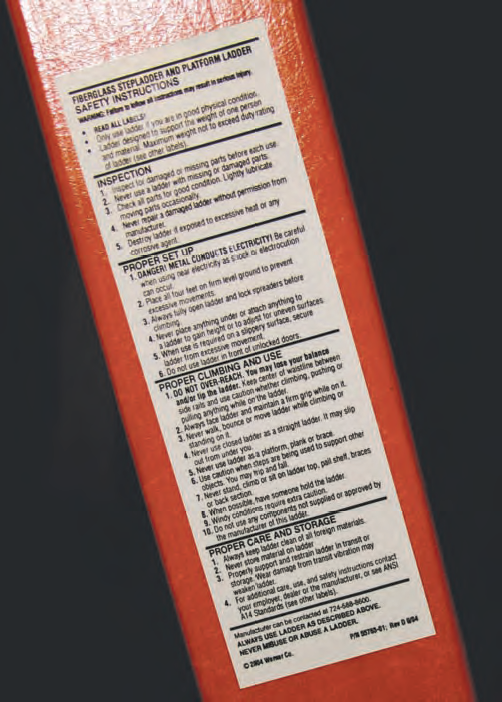 FIBERGLASS STEPLADDER AND PLATFORM LADDER
SAFETY INSTRUCTIONS
WARNING: Failure to follow all instructions may result in serious injury.
• READ ALL LABELS!
• Only use ladder if you are in good physical condition.
• Ladder designed to support the weight of one person
and material. Maximum weight not to exceed duty rating
of ladder (see other labels).
INSPECTION
1. Inspect for damaged or missing parts before each use.
2. Never use a ladder with missing or damaged parts.
3. Check all parts for good condition. Lightly lubricate
moving parts occasionally.
4. Never repair a damaged ladder without permission from
manufacturer.
5. Destroy ladder if exposed to excessive heat or any
corrosive agent.
PROPER SET UP
1. DANGER! METAL CONDUCTS ELECTRICITY! Be careful
when using near electricity as shock or electrocution
can occur.
2. Place all four feet on firm level ground to prevent
excessive movements.
3. Always fully open ladder and lock spreaders before
climbing.
4. Never place anything under or attach anything to
a ladder to gain height or to adjust for uneven surfaces.
5. When use is required on a slippery surface, secure
ladder from excessive movement.
6. Do not use ladder in front of unlocked doors.
PROPER CLIMBING AND USE
1. DO NOT OVER-REACH. You may lose your balance
and/or tip the ladder. Keep center of waistline between
side rails and use caution whether climbing, pushing or
pulling anything while on the ladder.
2. Always face ladder and maintain a firm grip while on it.
3. Never walk, bounce or move ladder while climbing or
standing on it.
4. Never use closed ladder as a straight ladder. It may slip
out from under you.
5. Never use ladder as a platform, plank or brace.
6. Use caution when steps are being used to support other
objects. You may trip and fall.
7. Never stand, climb or sit on ladder top, pail shelf, braces
or back section.
8. When possible, have someone hold the ladder.
9. Windy conditions require extra caution.
10. Do not use any components not supplied or approved by
the manufacturer of this ladder.
PROPER CARE AND STORAGE
1. Always keep ladder clean of all foreign materials.
2. Never store material on ladder
3. Properly support and restrain ladder in transit or
storage. Wear damage from transit vibration may
weaken ladder.
4. For additional care, use, and safety instructions contact
your employer, dealer or the manufacturer, or see ANSI
A14 Standards (see other labels).
Manufacturer can be contacted at 724-588-8600.
ALWAYS USE LADDER AS DESCRIBED ABOVE.
NEVER MISUSE OR ABUSE A LADDER.
© 2004 Werner Co. P/N 55763-01; Rev D 6/04